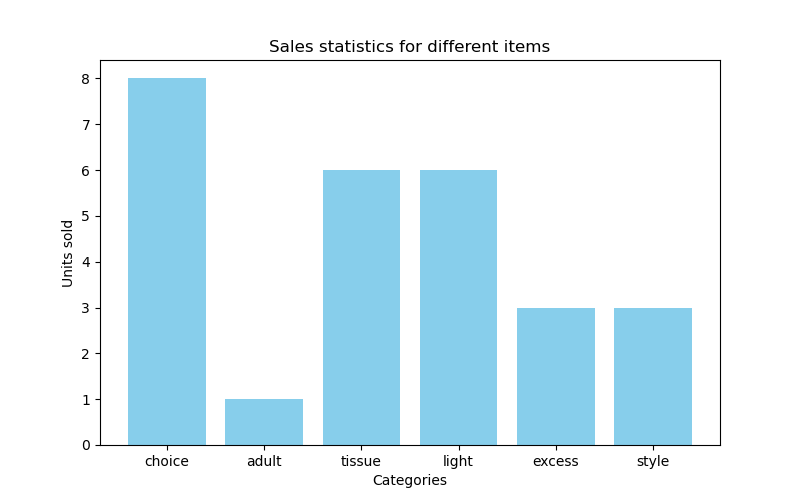 Sales statistics for different items
Units sold
8
7
6
5
4
3
2
1
0
choice adult tissue light excess style
Categories